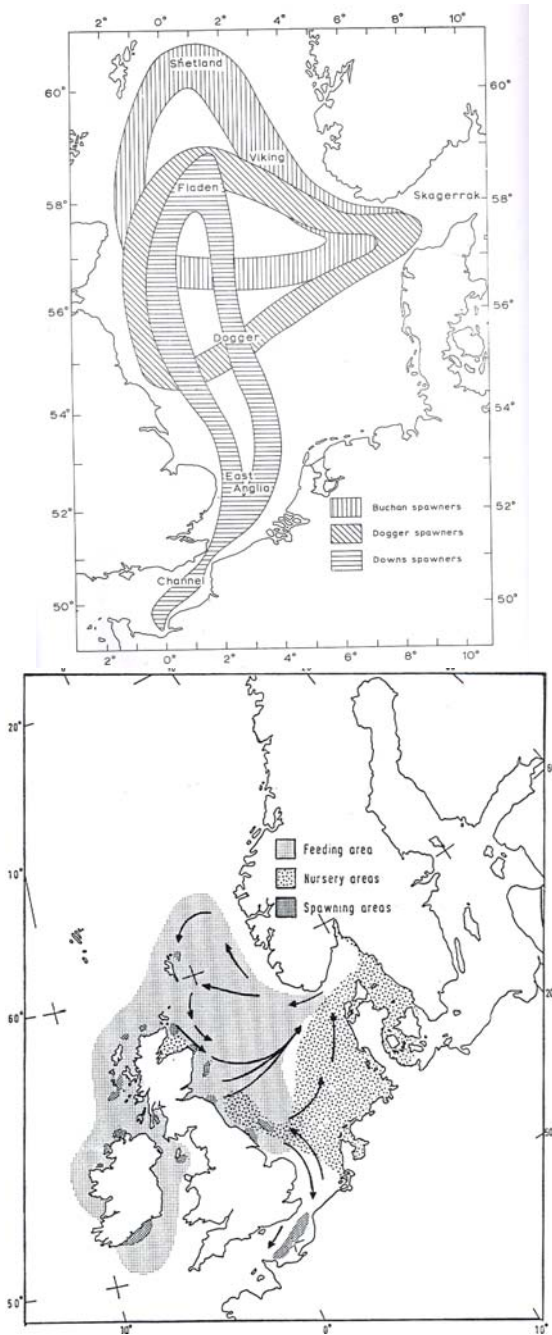 2° 0° 2° 4° 6° 8° 10°
60°
60°
Shetland
Viking
Skagerrak
58°
58°
Fladen
56°
56°
Dogger
54°
54°
East
Anglia
52°
52°
Buchan spawners
Dogger spawners
Downs spawners
Channel
50°
50°
2° 0° 2° 4° 6° 8° 10°
20°
Feeding area
Nursery areas
Spawning areas
10°
60°
50°
10° 0° 10°